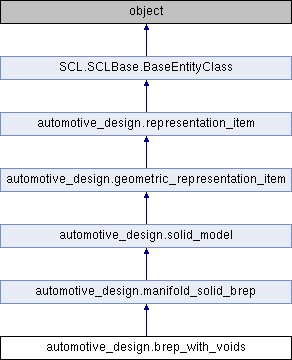 object
SCL.SCLBase.BaseEntityClass
automotive_design.representation_item
automotive_design.geometric_representation_item
automotive_design.solid_model
automotive_design.manifold_solid_brep
automotive_design.brep_with_voids